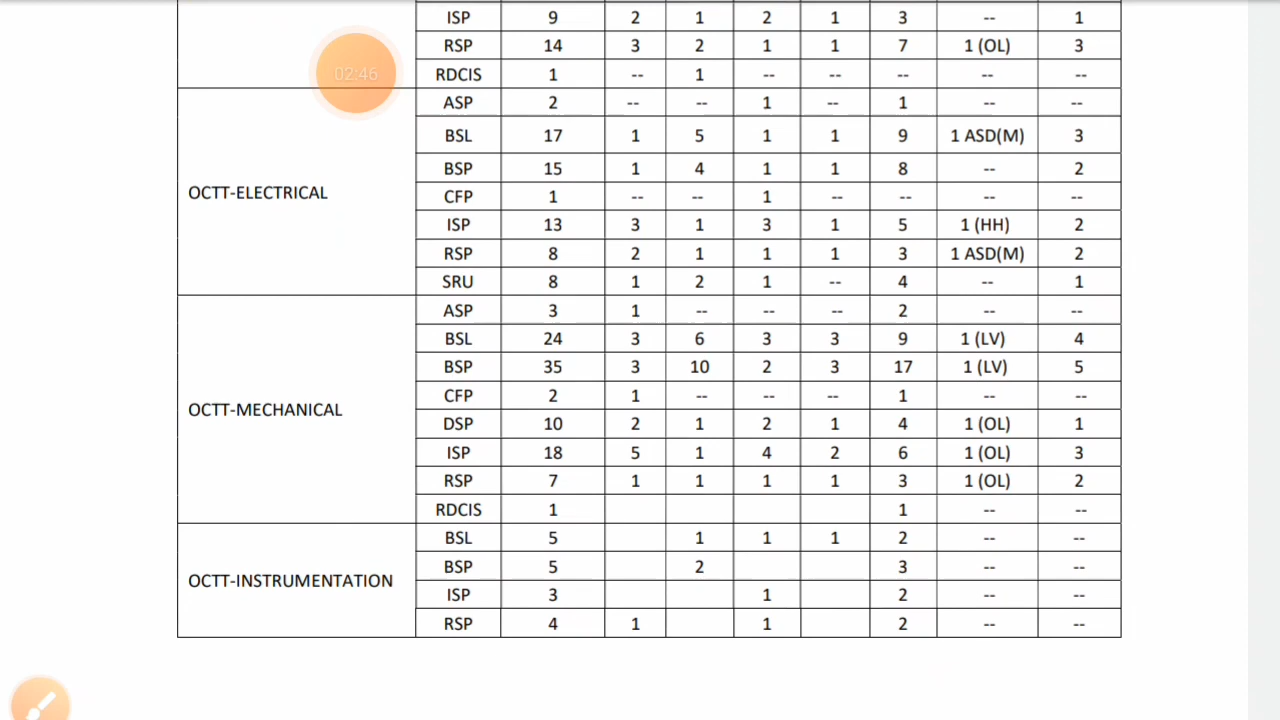 ISP 9 2 1 2 1 3 -- 1
RSP 14 3 2 1 1 7 1 (OL) 3
02:46
RDCIS 1 -- 1 -- -- -- -- --
ASP 2 -- -- 1 -- 1 -- --
BSL 17 1 5 1 1 9 1 ASD(M) 3
BSP 15 1 4 1 1 8 -- 2
OCTT-ELECTRICAL
CFP 1 -- -- 1 -- -- -- --
ISP 13 3 1 3 1 5 1 (HH) 2
RSP 8 2 1 1 1 3 1 ASD(M) 2
SRU 8 1 2 1 -- 4 -- 1
ASP 3 1 -- -- -- 2 -- --
BSL 24 3 6 3 3 9 1 (LV) 4
BSP 35 3 10 2 3 17 1 (LV) 5
CFP 2 1 -- -- -- 1 -- --
OCTT-MECHANICAL
DSP 10 2 1 2 1 4 1 (OL) 1
ISP 18 5 1 4 2 6 1 (OL) 3
RSP 7 1 1 1 1 3 1 (OL) 2
RDCIS 1 1 -- --
BSL 5 1 1 1 2 -- --
BSP 5 2 3 -- --
OCTT-INSTRUMENTATION
ISP 3 1 2 -- --
RSP 4 1 1 2 -- --